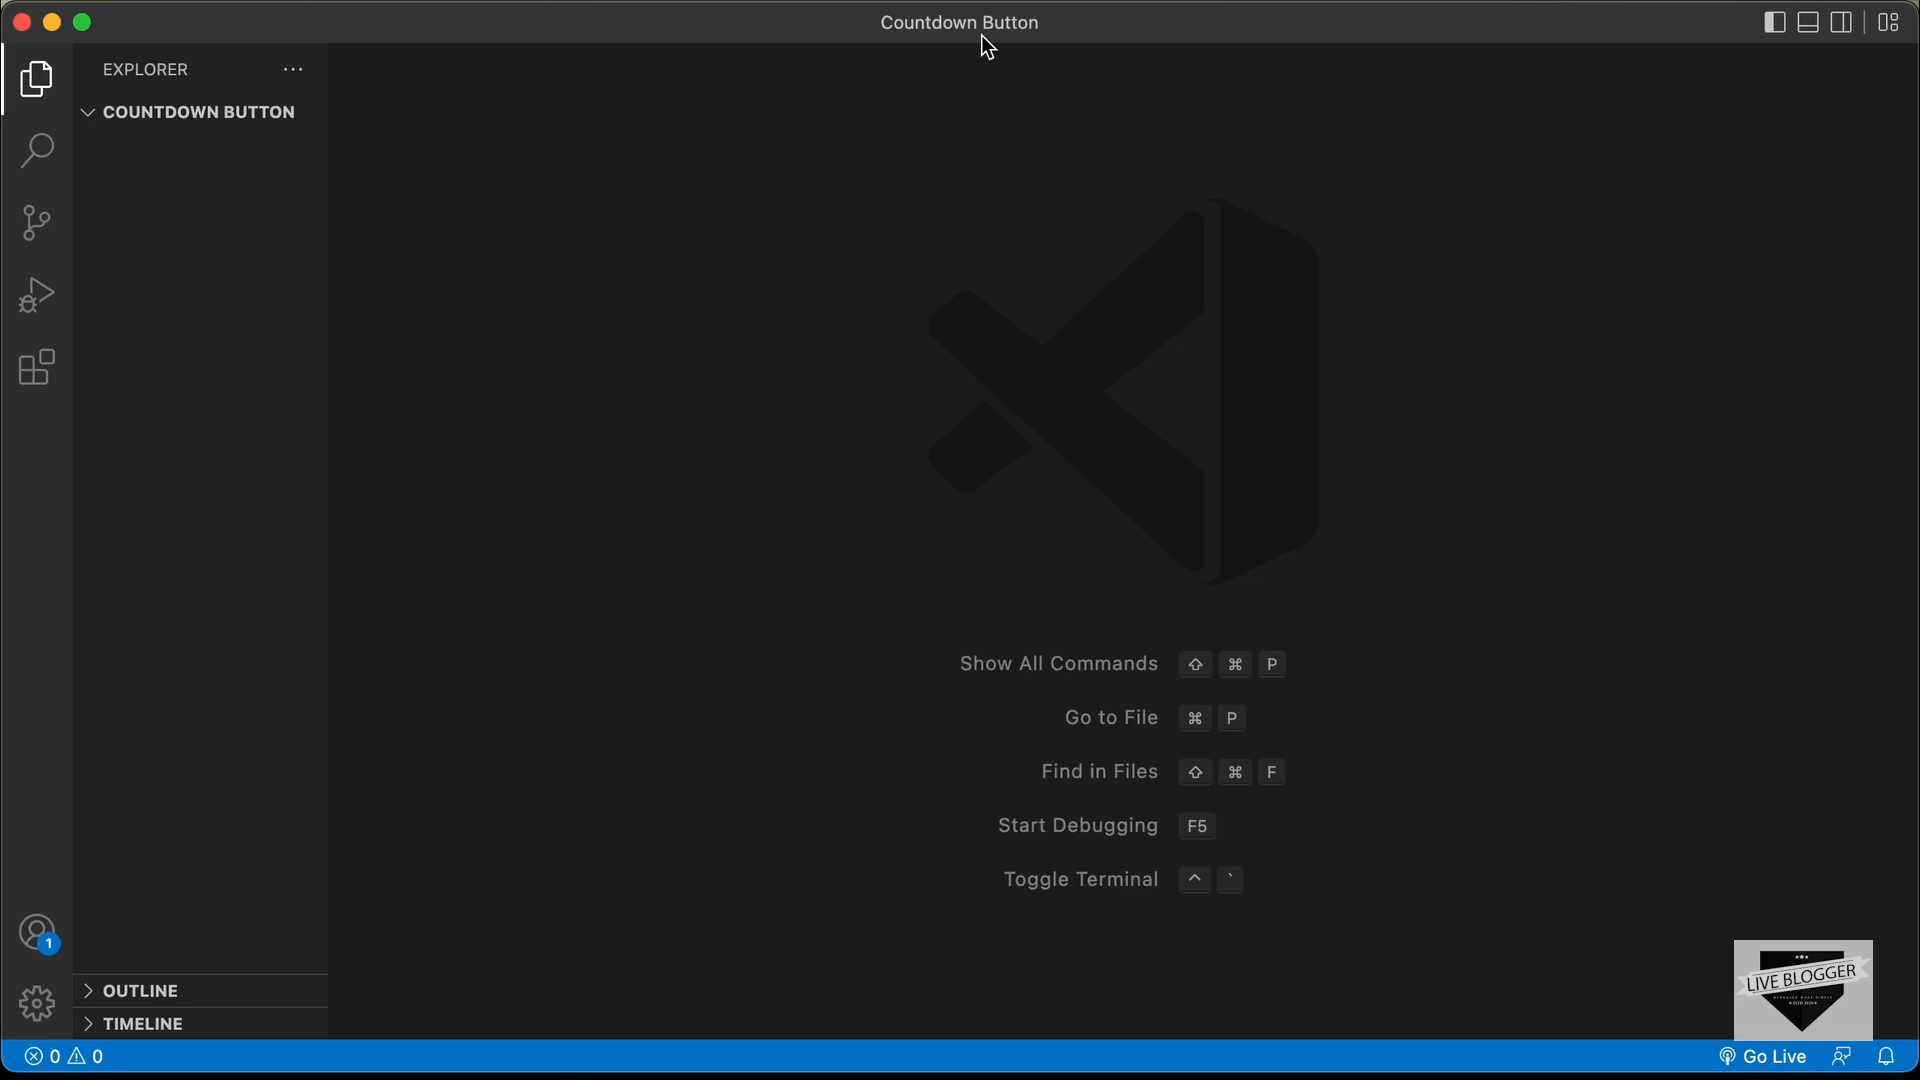 Countdown Button
EXPLORER
COUNTDOWN BUTTON
Show All Commands ⇧ ⌘ P
Go to File ⌘ P
Find in Files ⇧ ⌘ F
Start Debugging F5
Toggle Terminal ^ `
1
OUTLINE
TIMELINE
LIVE BLOGGER
0 0
Go Live